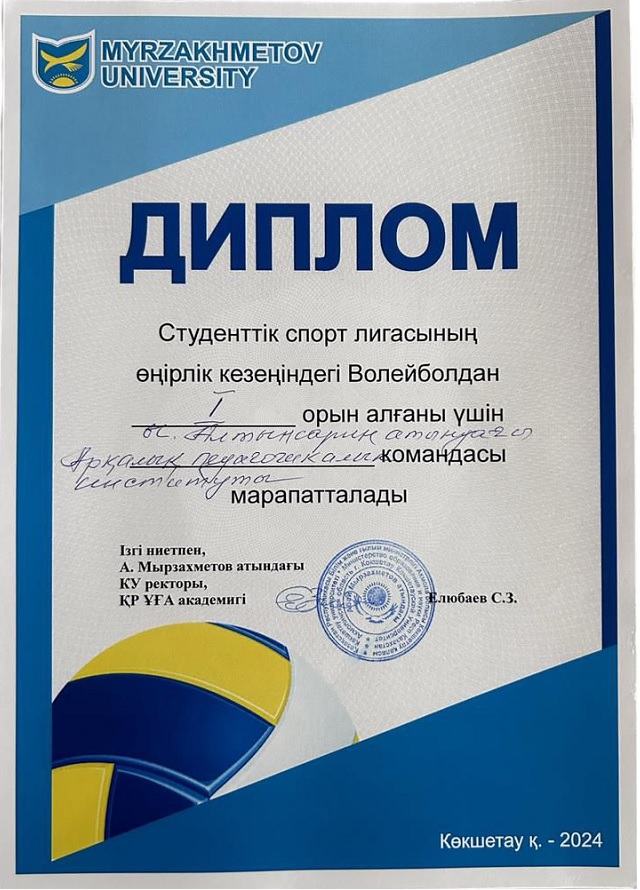 MYRZAKHMETOV
UNIVERSITY
ДИПЛОМ
Студенттік спорт лигасының
өңірлік кезеңіндегі Волейболдан
I орын алғаны үшін
Ы. Алтынсарин атындағы
Арқалық педагогикалық командасы
институты
марапатталады
Ізгі ниетпен,
А. Мырзахметов атындағы
КУ ректоры,
ҚР ҰҒА академигі Елюбаев С.З.
Көкшетау қ. - 2024